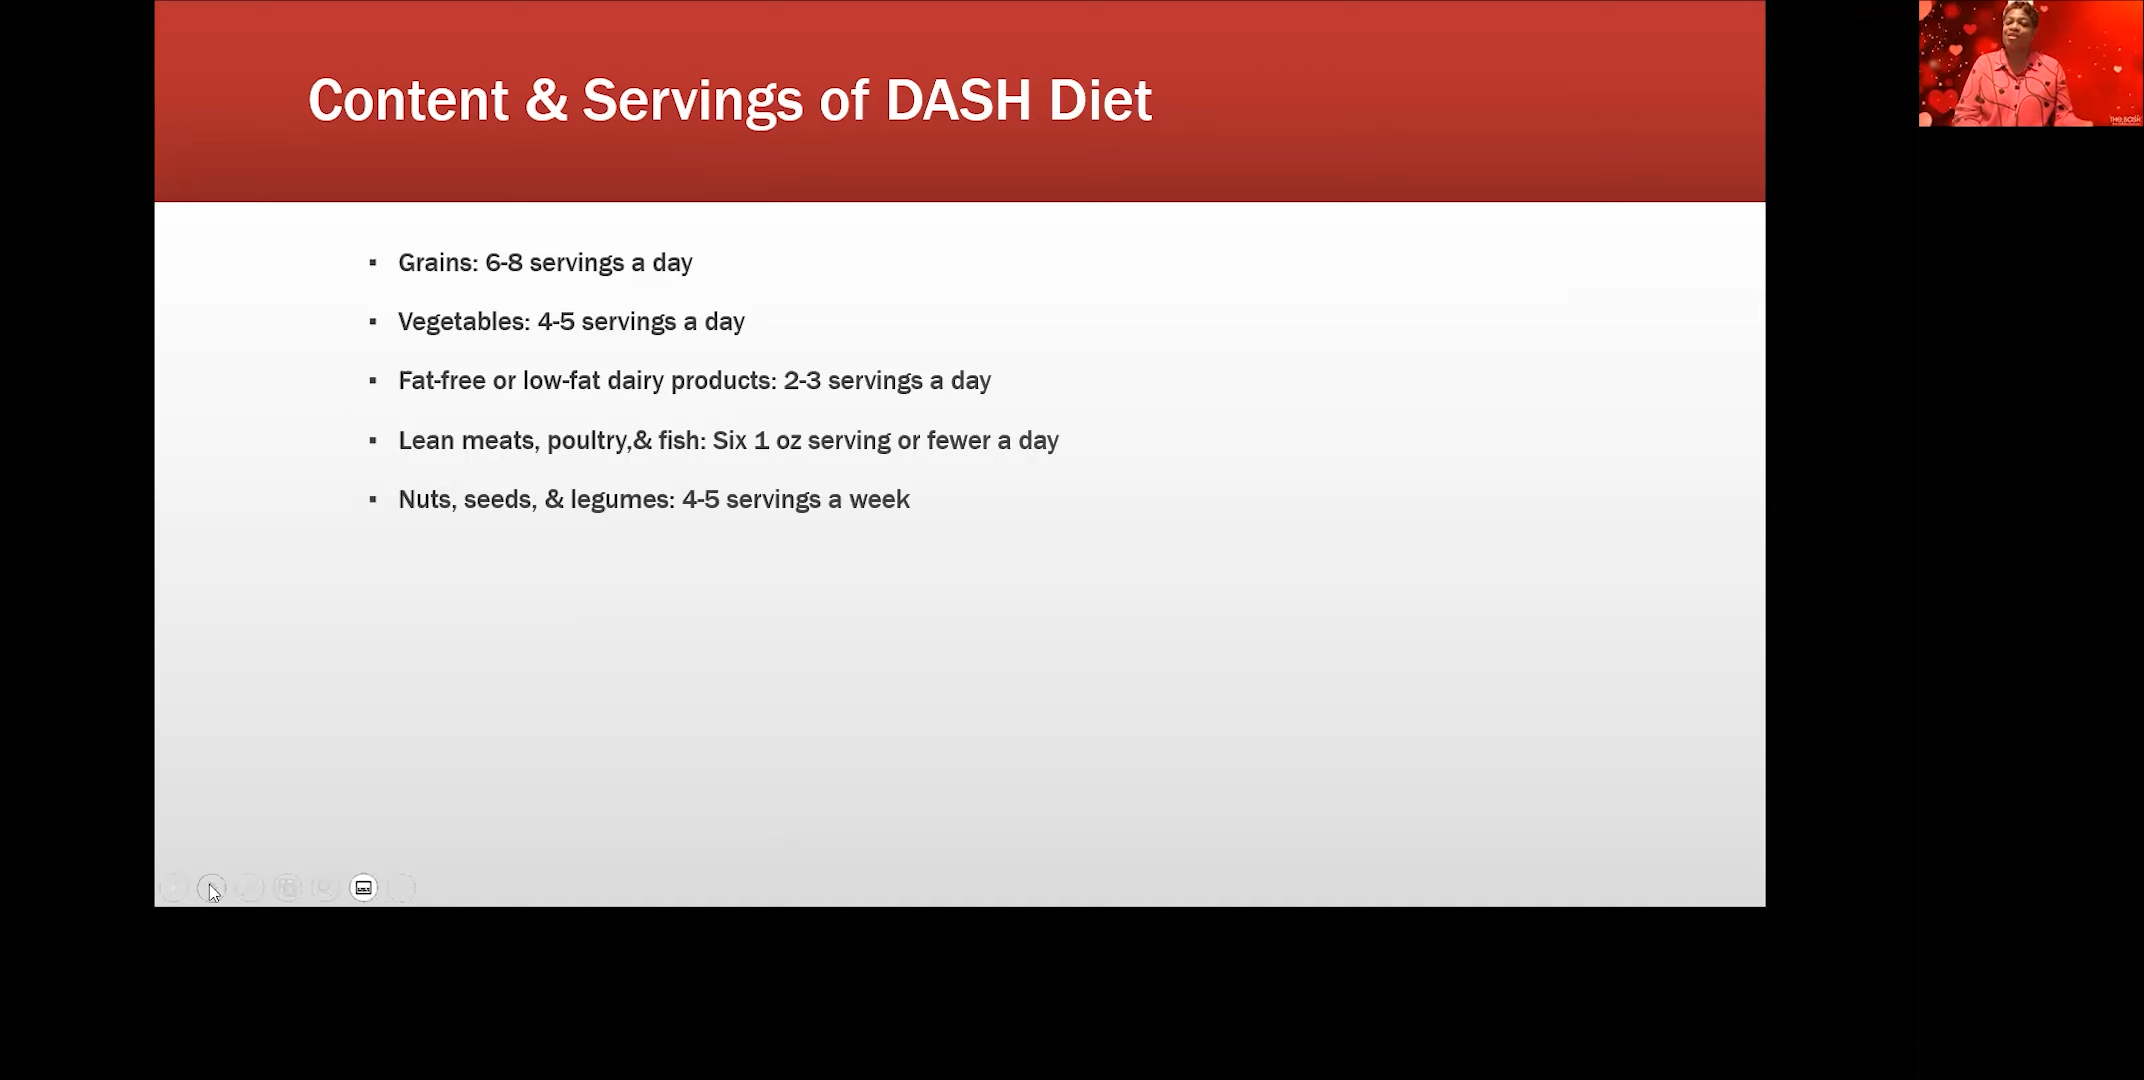 Content & Servings of DASH Diet
▪ Grains: 6-8 servings a day
▪ Vegetables: 4-5 servings a day
▪ Fat-free or low-fat dairy products: 2-3 servings a day
▪ Lean meats, poultry,& fish: Six 1 oz serving or fewer a day
▪ Nuts, seeds, & legumes: 4-5 servings a week